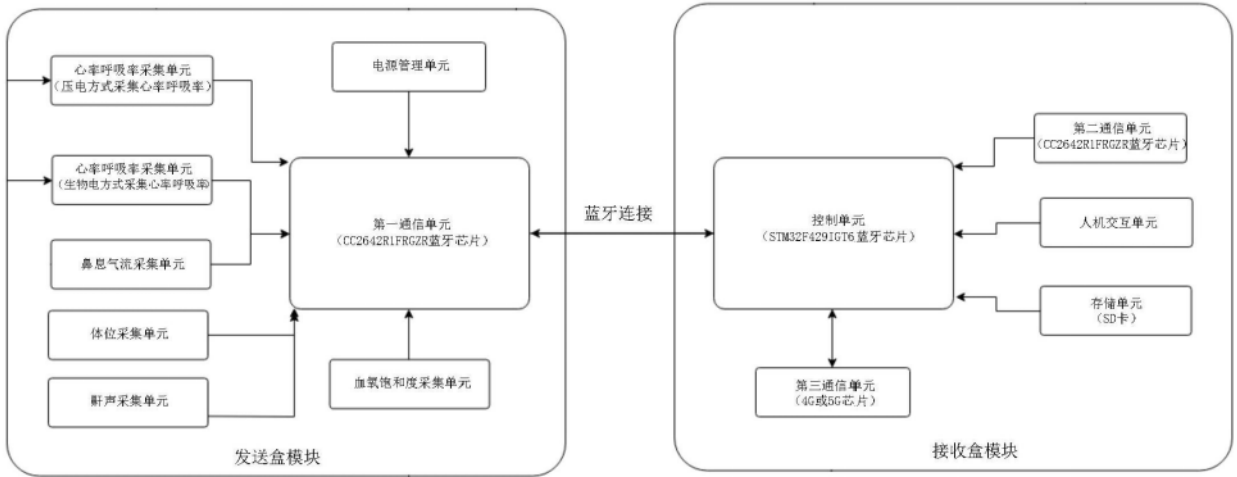 心率呼吸率采集单元
（压电方式采集心率呼吸率）
心率呼吸率采集单元
（生物电方式采集心率呼吸率）
鼻息气流采集单元
体位采集单元
鼾声采集单元
电源管理单元
第一通信单元
（CC2642R1FRGZR蓝牙芯片）
血氧饱和度采集单元
发送盒模块
蓝牙连接
控制单元
（STM32F429IGT6蓝牙芯片）
第二通信单元
（CC2642R1FRGZR蓝牙芯片）
人机交互单元
存储单元
（SD卡）
第三通信单元
（4G或5G芯片）
接收盒模块